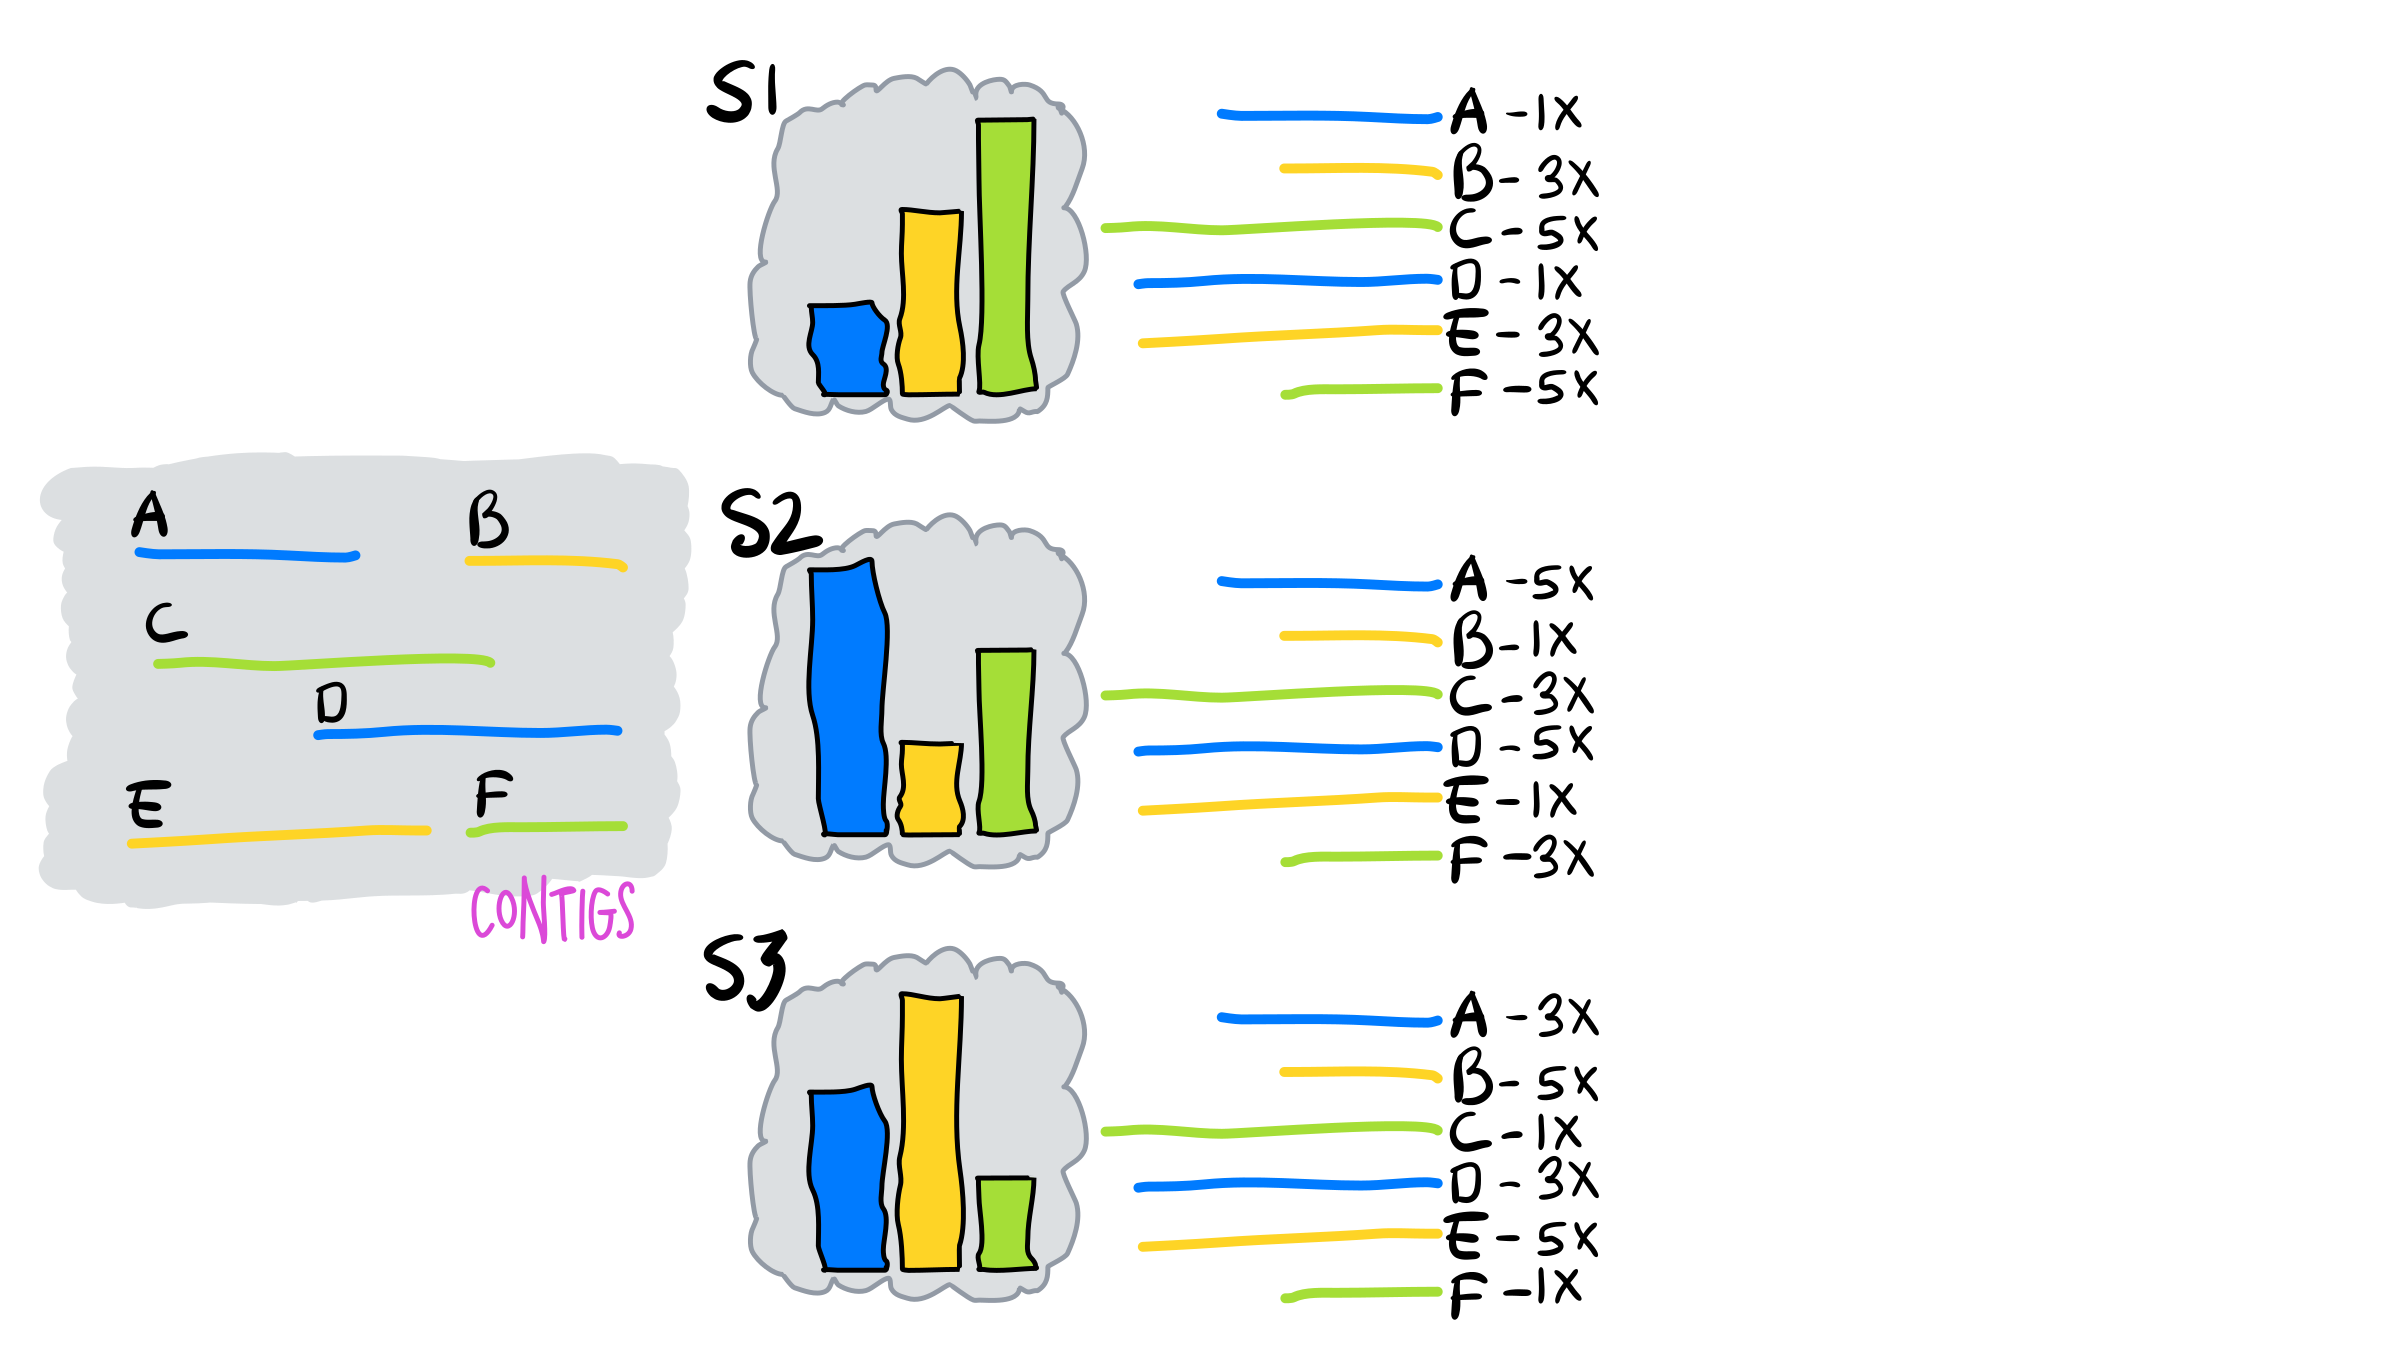 S1
A - 1X
B - 3X
C - 5X
D - 1X
E - 3X
F - 5X
A
B
C
D
E
F
CONTIGS
S2
A - 5X
B - 1X
C - 3X
D - 5X
E - 1X
F - 3X
S3
A - 3X
B - 5X
C - 1X
D - 3X
E - 5X
F - 1X